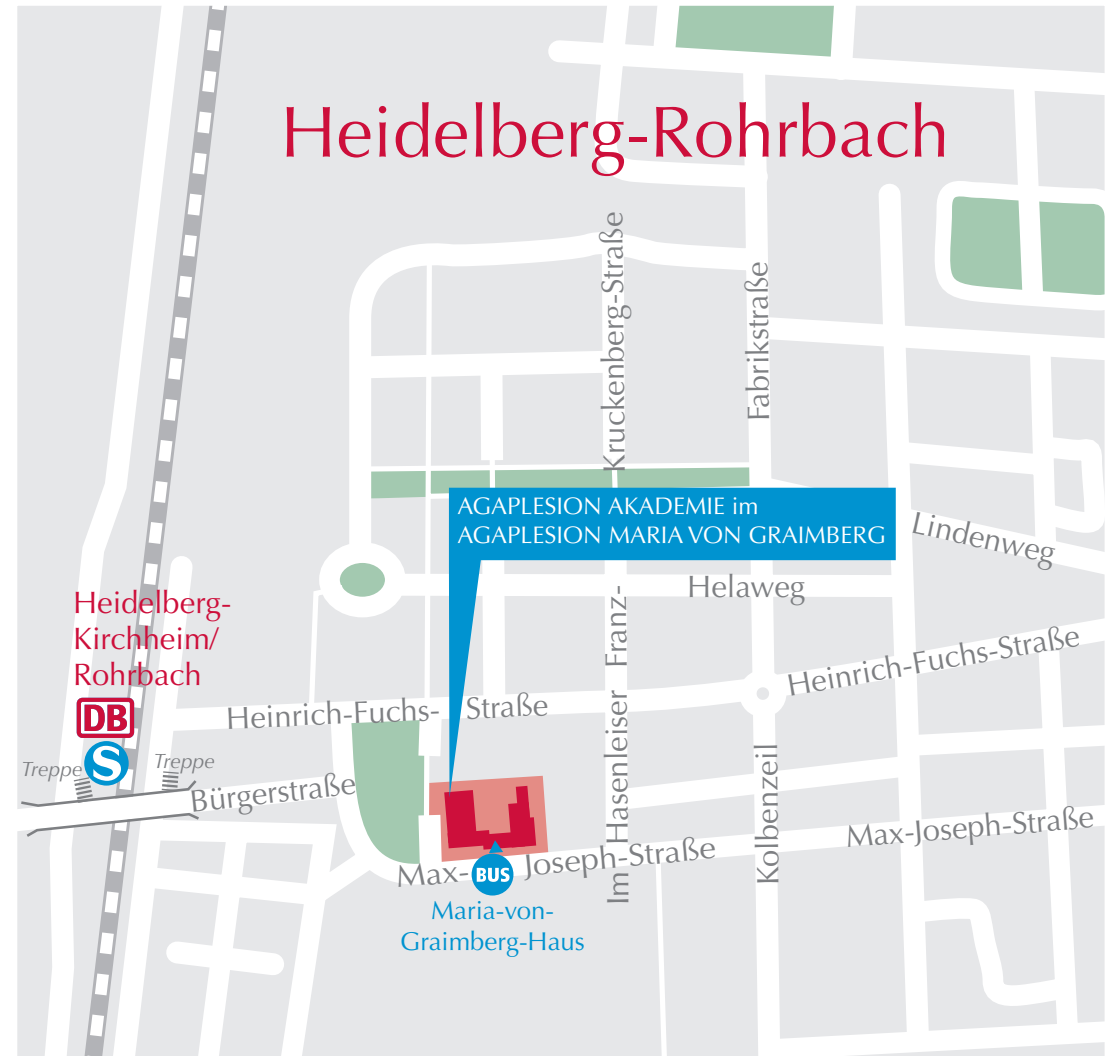 Heidelberg-Rohrbach
Kruckenberg-Straße
Fabrikstraße
AGAPLESION AKADEMIE im
AGAPLESION MARIA VON GRAIMBERG
Lindenweg
Helaweg
Heidelberg-
Kirchheim/
Rohrbach
DB
S
Treppe
Treppe
Franz-
Im Hasenleiser
Heinrich-Fuchs-Straße
Heinrich-Fuchs- Straße
Bürgerstraße
Kolbenzeil
Max-Joseph-Straße
Max- Joseph-Straße
BUS
Maria-von-
Graimberg-Haus